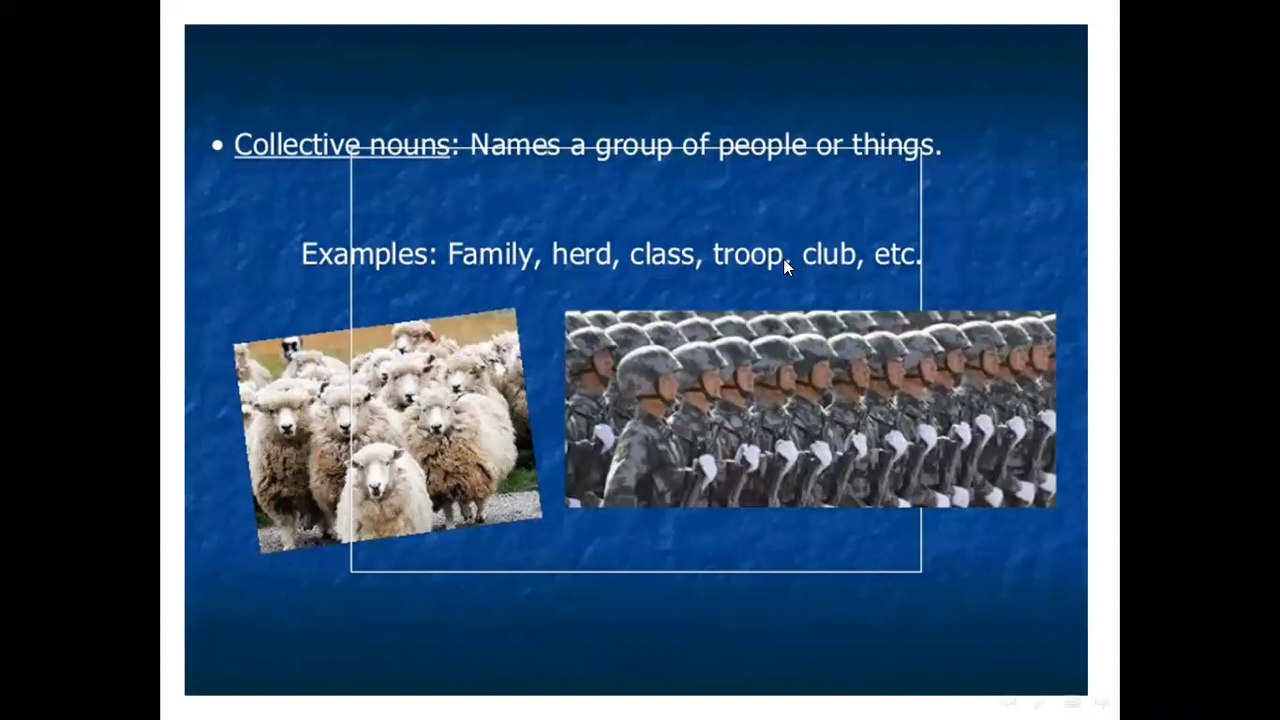 • Collective nouns: Names a group of people or things.
Examples: Family, herd, class, troop, club, etc.